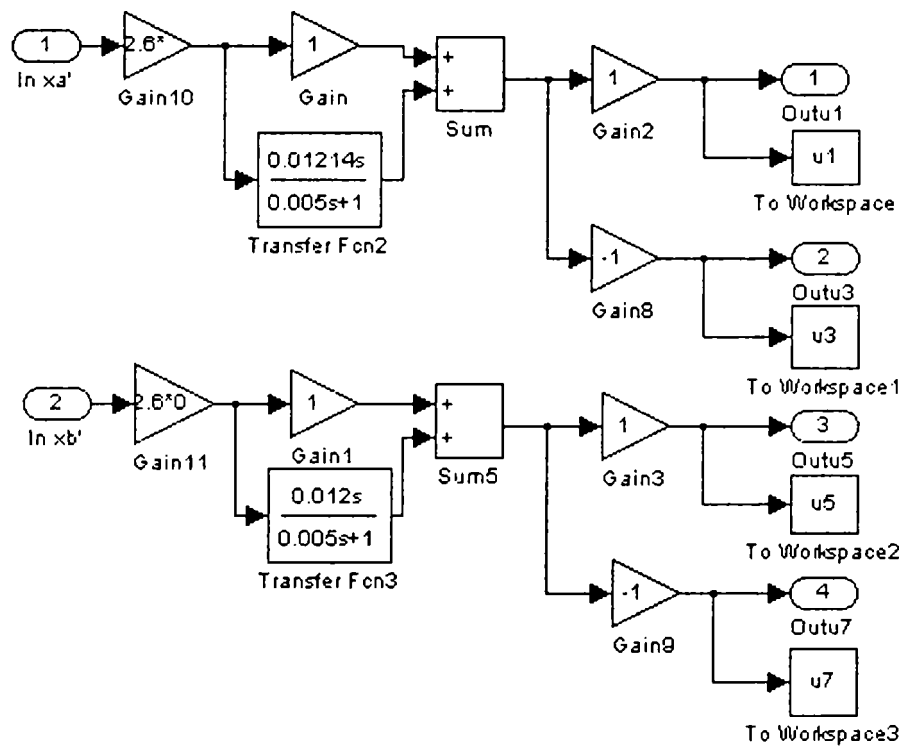 1
In xa'
2.6*
Gain10
1
Gain
0.01214s
0.005s+1
Transfer Fcn2
+
+
Sum
1
Gain2
1
Outu1
u1
To Workspace
-1
Gain8
2
Outu3
u3
To Workspace1
2
In xb'
2.6*0
Gain11
1
Gain1
0.012s
0.005s+1
Transfer Fcn3
+
+
Sum5
1
Gain3
3
Outu5
u5
To Workspace2
-1
Gain9
4
Outu7
u7
To Workspace3